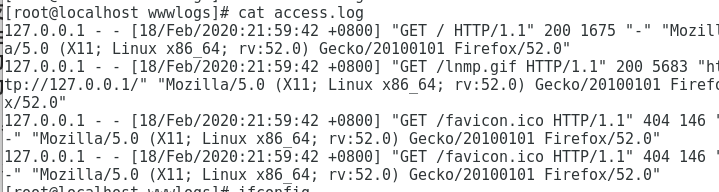 [root@localhost wwwlogs]# cat access.log
127.0.0.1 - - [18/Feb/2020:21:59:42 +0800] "GET / HTTP/1.1" 200 1675 "-" "Mozill
a/5.0 (X11; Linux x86_64; rv:52.0) Gecko/20100101 Firefox/52.0"
127.0.0.1 - - [18/Feb/2020:21:59:42 +0800] "GET /lnmp.gif HTTP/1.1" 200 5683 "ht
tp://127.0.0.1/" "Mozilla/5.0 (X11; Linux x86_64; rv:52.0) Gecko/20100101 Firefo
x/52.0"
127.0.0.1 - - [18/Feb/2020:21:59:42 +0800] "GET /favicon.ico HTTP/1.1" 404 146 "
-" "Mozilla/5.0 (X11; Linux x86_64; rv:52.0) Gecko/20100101 Firefox/52.0"
127.0.0.1 - - [18/Feb/2020:21:59:42 +0800] "GET /favicon.ico HTTP/1.1" 404 146 "
-" "Mozilla/5.0 (X11; Linux x86_64; rv:52.0) Gecko/20100101 Firefox/52.0"
[root@localhost wwwlogs]# ifconfig